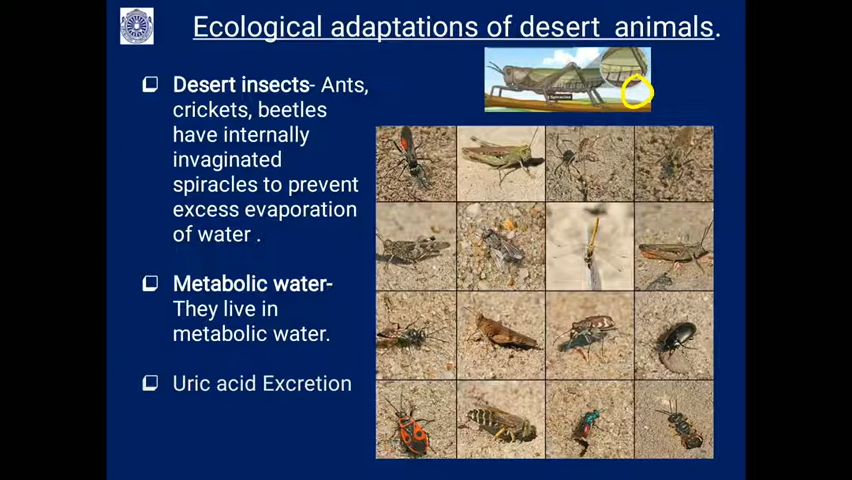 Ecological adaptations of desert animals.
Desert insects- Ants,
crickets, beetles
have internally
invaginated
spiracles to prevent
excess evaporation
of water .
Metabolic water-
They live in
metabolic water.
Uric acid Excretion